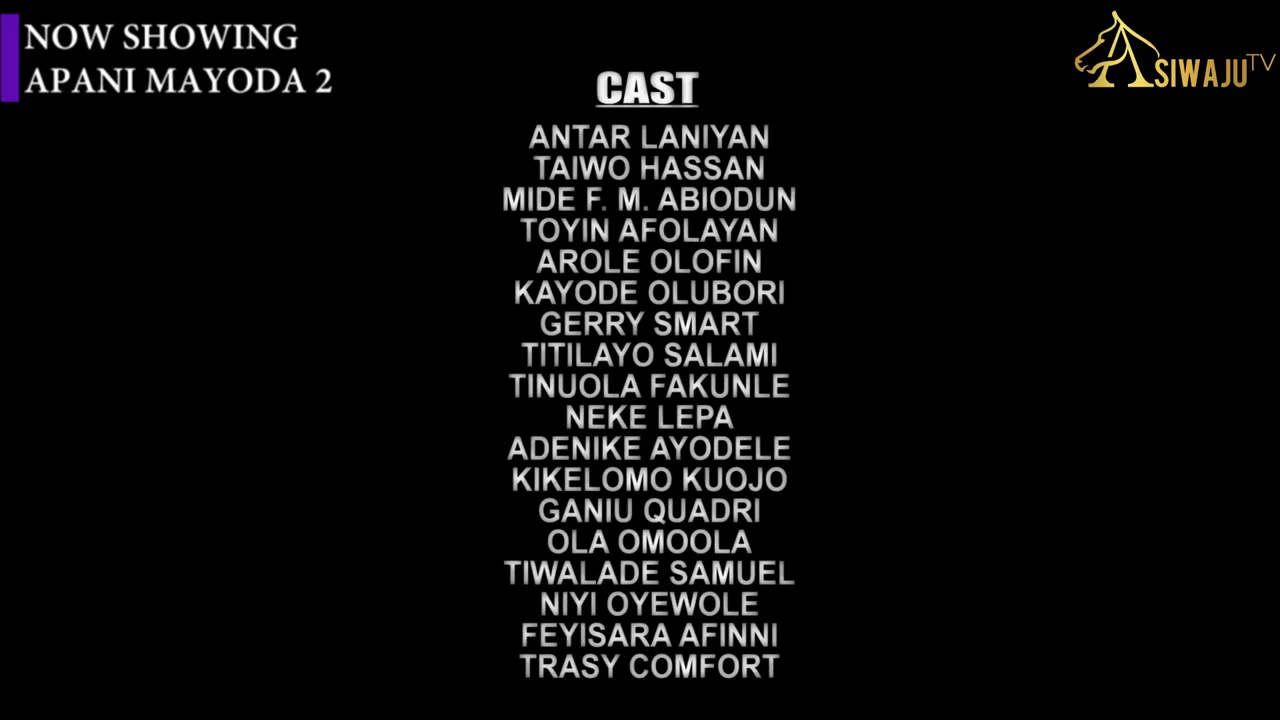 NOW SHOWING
APANI MAYODA 2
ASIWAJU TV
CAST
ANTAR LANIYAN
TAIWO HASSAN
MIDE F. M. ABIODUN
TOYIN AFOLAYAN
AROLE OLOFIN
KAYODE OLUBORI
GERRY SMART
TITILAYO SALAMI
TINUOLA FAKUNLE
NEKE LEPA
ADENIKE AYODELE
KIKELOMO KUOJO
GANIU QUADRI
OLA OMOOLA
TIWALADE SAMUEL
NIYI OYEWOLE
FEYISARA AFINNI
TRASY COMFORT